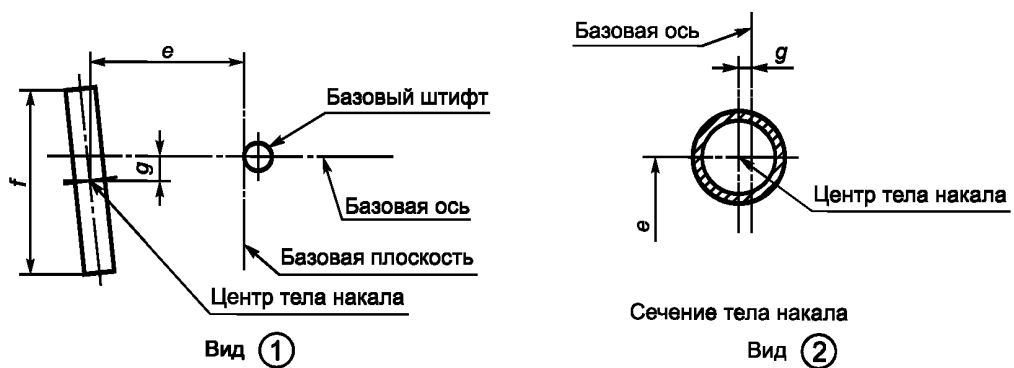 e
Базовый штифт
f
g
Базовая ось
Базовая плоскость
Центр тела накала
Вид 1
Базовая ось
g
Центр тела накала
e
Сечение тела накала
Вид 2